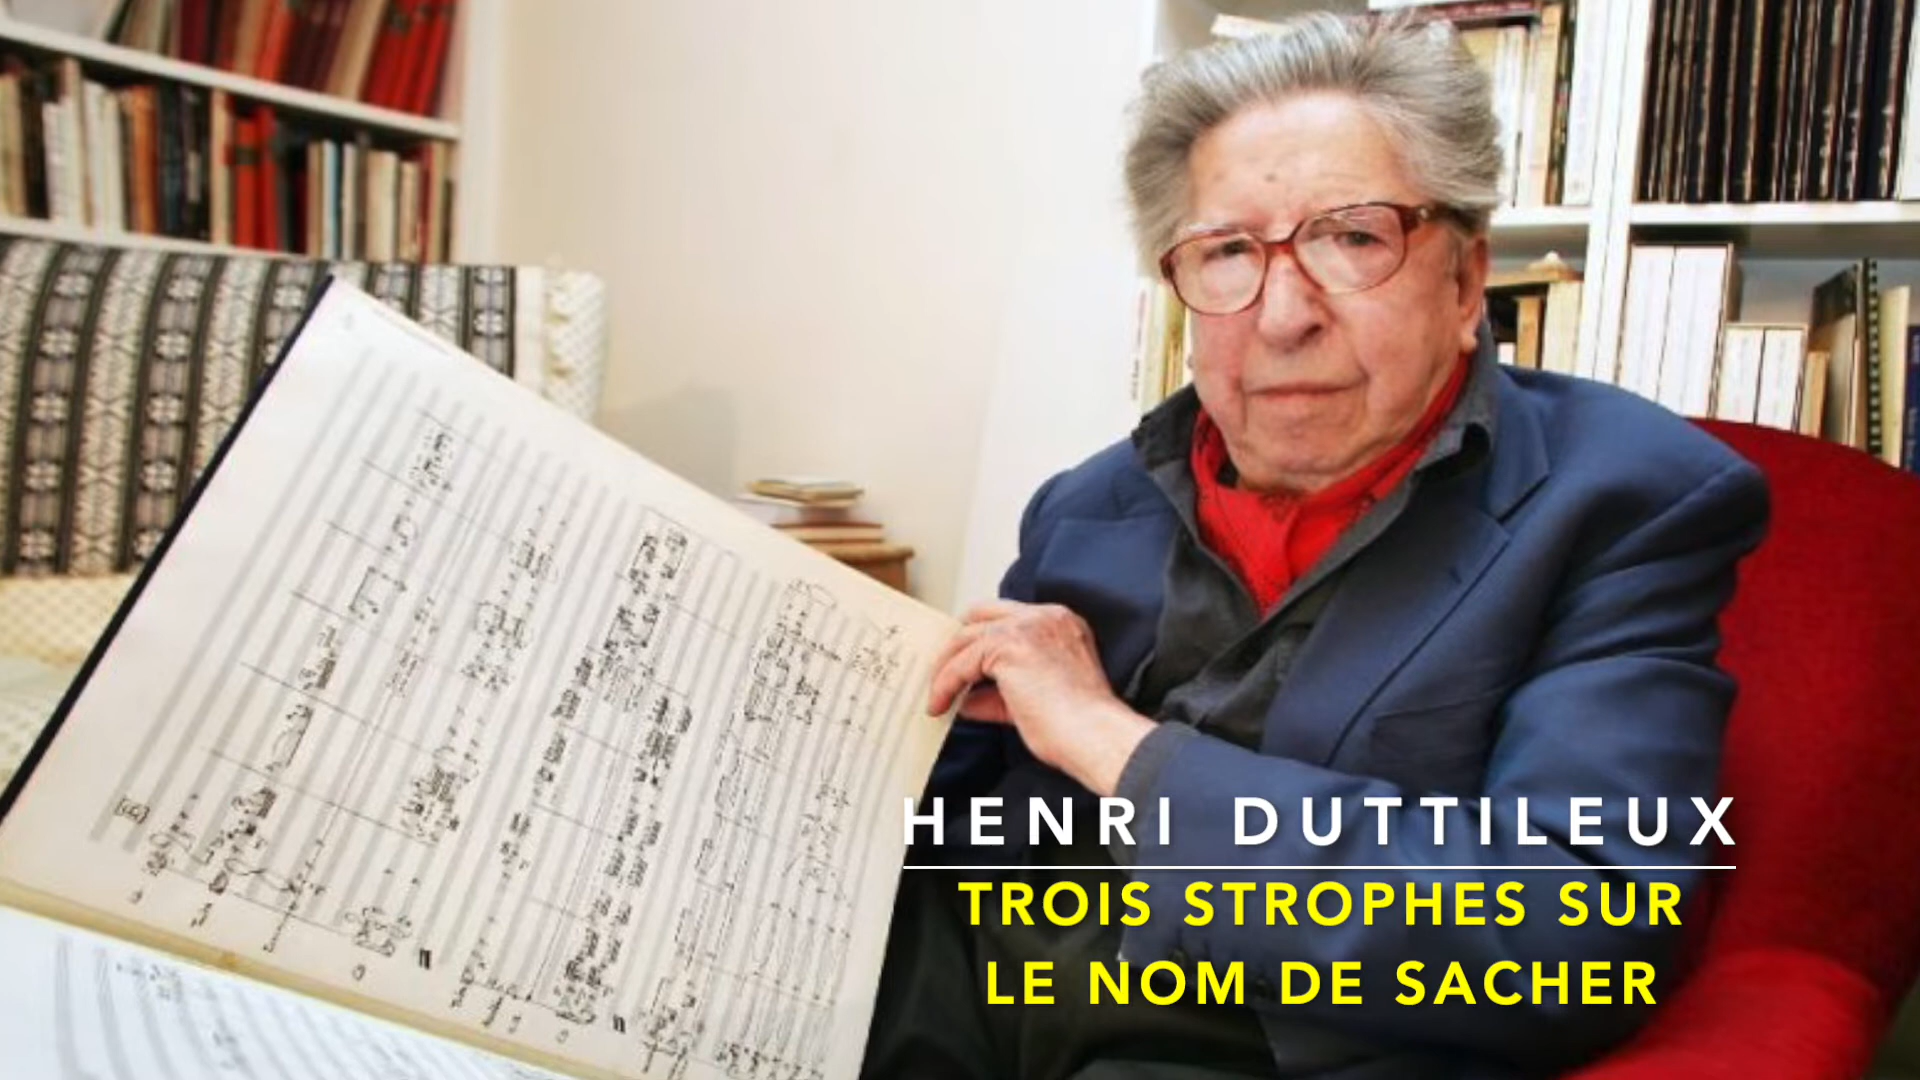 HENRI DUTTILEUX
TROIS STROPHES SUR
LE NOM DE SACHER